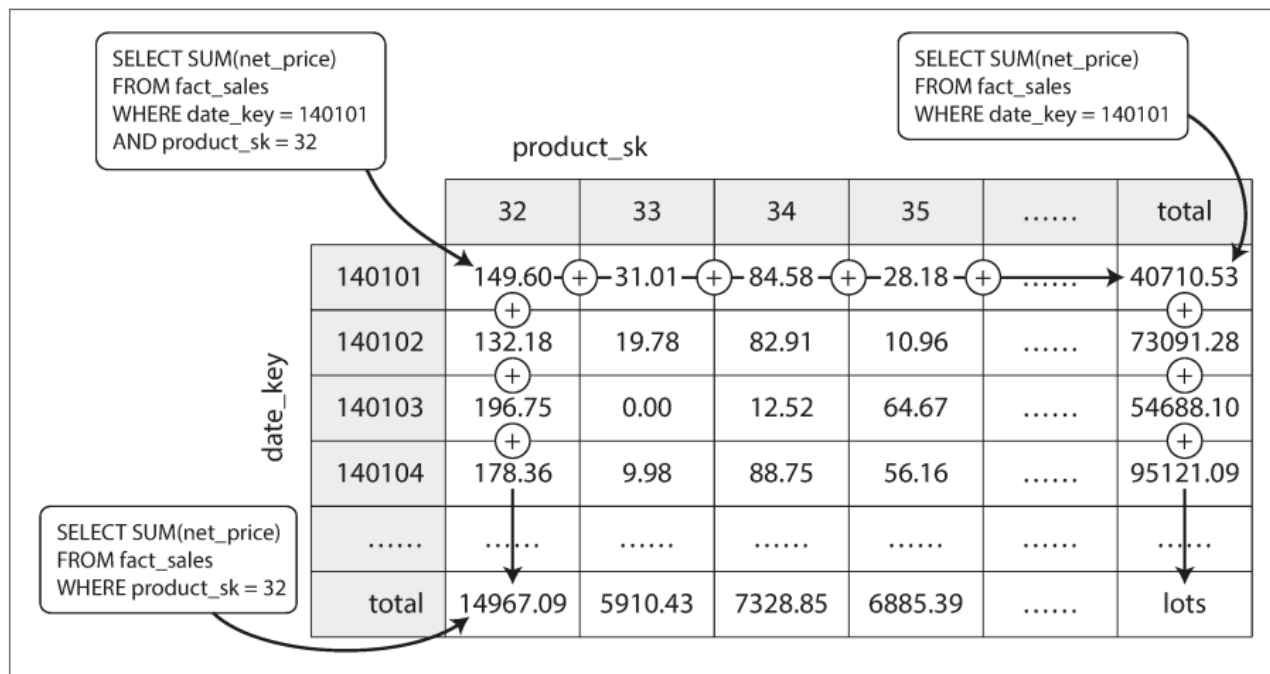 SELECT SUM(net_price)
FROM fact_sales
WHERE date_key = 140101
AND product_sk = 32
SELECT SUM(net_price)
FROM fact_sales
WHERE date_key = 140101
product_sk
32 33 34 35 ...... total
140101 149.60 + 31.01 + 84.58 + 28.18 + ...... 40710.53
+ +
140102 132.18 19.78 82.91 10.96 ...... 73091.28
+ +
date_key
140103 196.75 0.00 12.52 64.67 ...... 54688.10
+ +
140104 178.36 9.98 88.75 56.16 ...... 95121.09
SELECT SUM(net_price)
FROM fact_sales
WHERE product_sk = 32
...... ...... ...... ...... ...... ...... ......
total 14967.09 5910.43 7328.85 6885.39 ...... lots